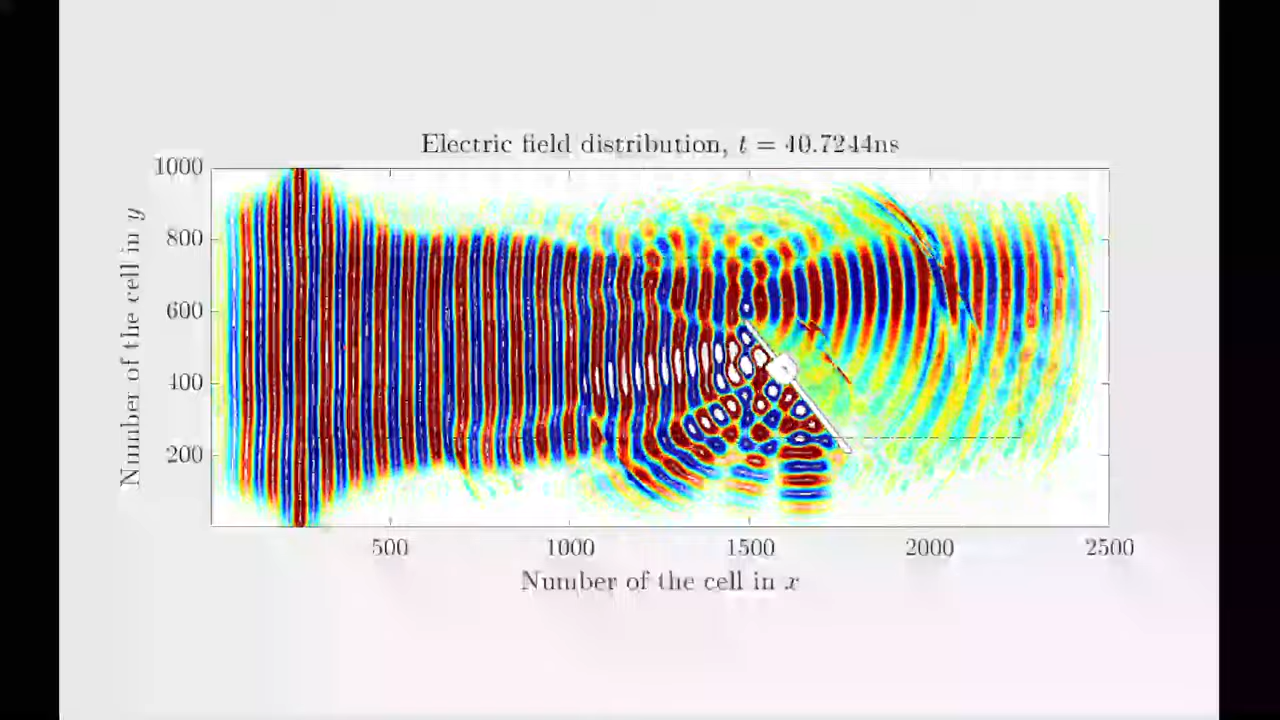 Electric field distribution, t = 40.7244ns
1000
800
600
400
200
Number of the cell in y
500 1000 1500 2000 2500
Number of the cell in x